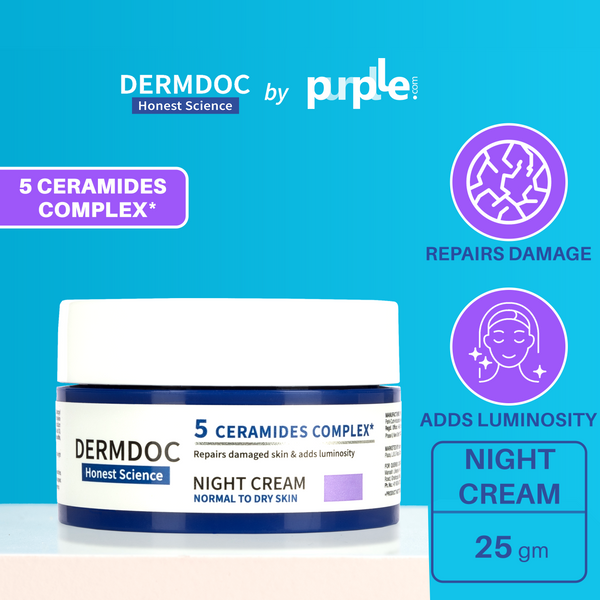 DERMDOC
Honest Science
by
purplle.com
5 CERAMIDES
COMPLEX*
REPAIRS DAMAGE
ADDS LUMINOSITY
DERMDOC
Honest Science
5 CERAMIDES COMPLEX*
Repairs damaged skin & adds luminosity
NIGHT CREAM
NORMAL TO DRY SKIN
NIGHT
CREAM
25 gm